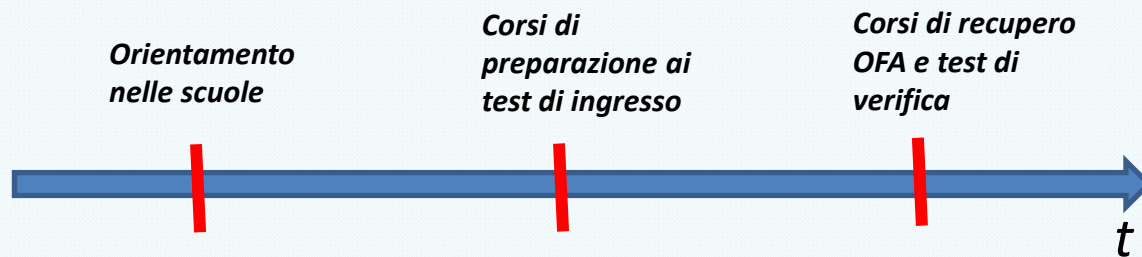 Orientamento
nelle scuole
Corsi di
preparazione ai
test di ingresso
Corsi di recupero
OFA e test di
verifica
t